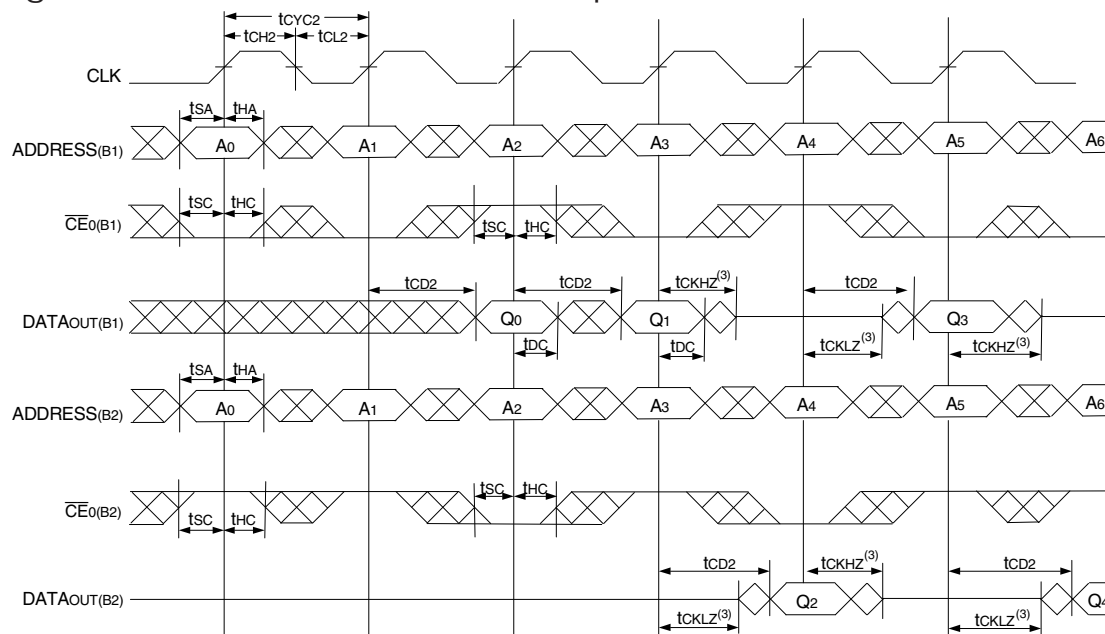 tCYC2
tCH2 tCL2
CLK
tSA tHA
ADDRESS(B1) A0 A1 A2 A3 A4 A5 A6
tSC tHC
CE0(B1)
tSC tHC
tCD2 tCD2 tCKHZ(3) tCD2
DATAOUT(B1) Q0 Q1 Q3
tDC tDC tCKLZ(3) tCKHZ(3)
tSA tHA
ADDRESS(B2) A0 A1 A2 A3 A4 A5 A6
tSC tHC
CE0(B2)
tSC tHC
tCD2 tCKHZ(3) tCD2
DATAOUT(B2) Q2 Q4
tCKLZ(3) tCKLZ(3)